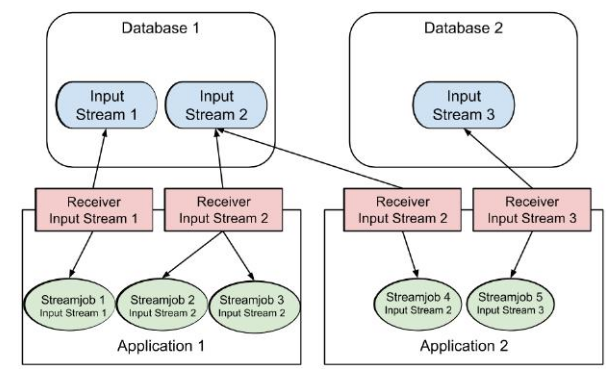 Database 1
Database 2
Input
Stream 1
Input
Stream 2
Input
Stream 3
Receiver
Input Stream 1
Receiver
Input Stream 2
Receiver
Input Stream 2
Receiver
Input Stream 3
Streamjob 1
Input Stream 1
Streamjob 2
Input Stream 2
Streamjob 3
Input Stream 2
Streamjob 4
Input Stream 2
Streamjob 5
Input Stream 3
Application 1
Application 2